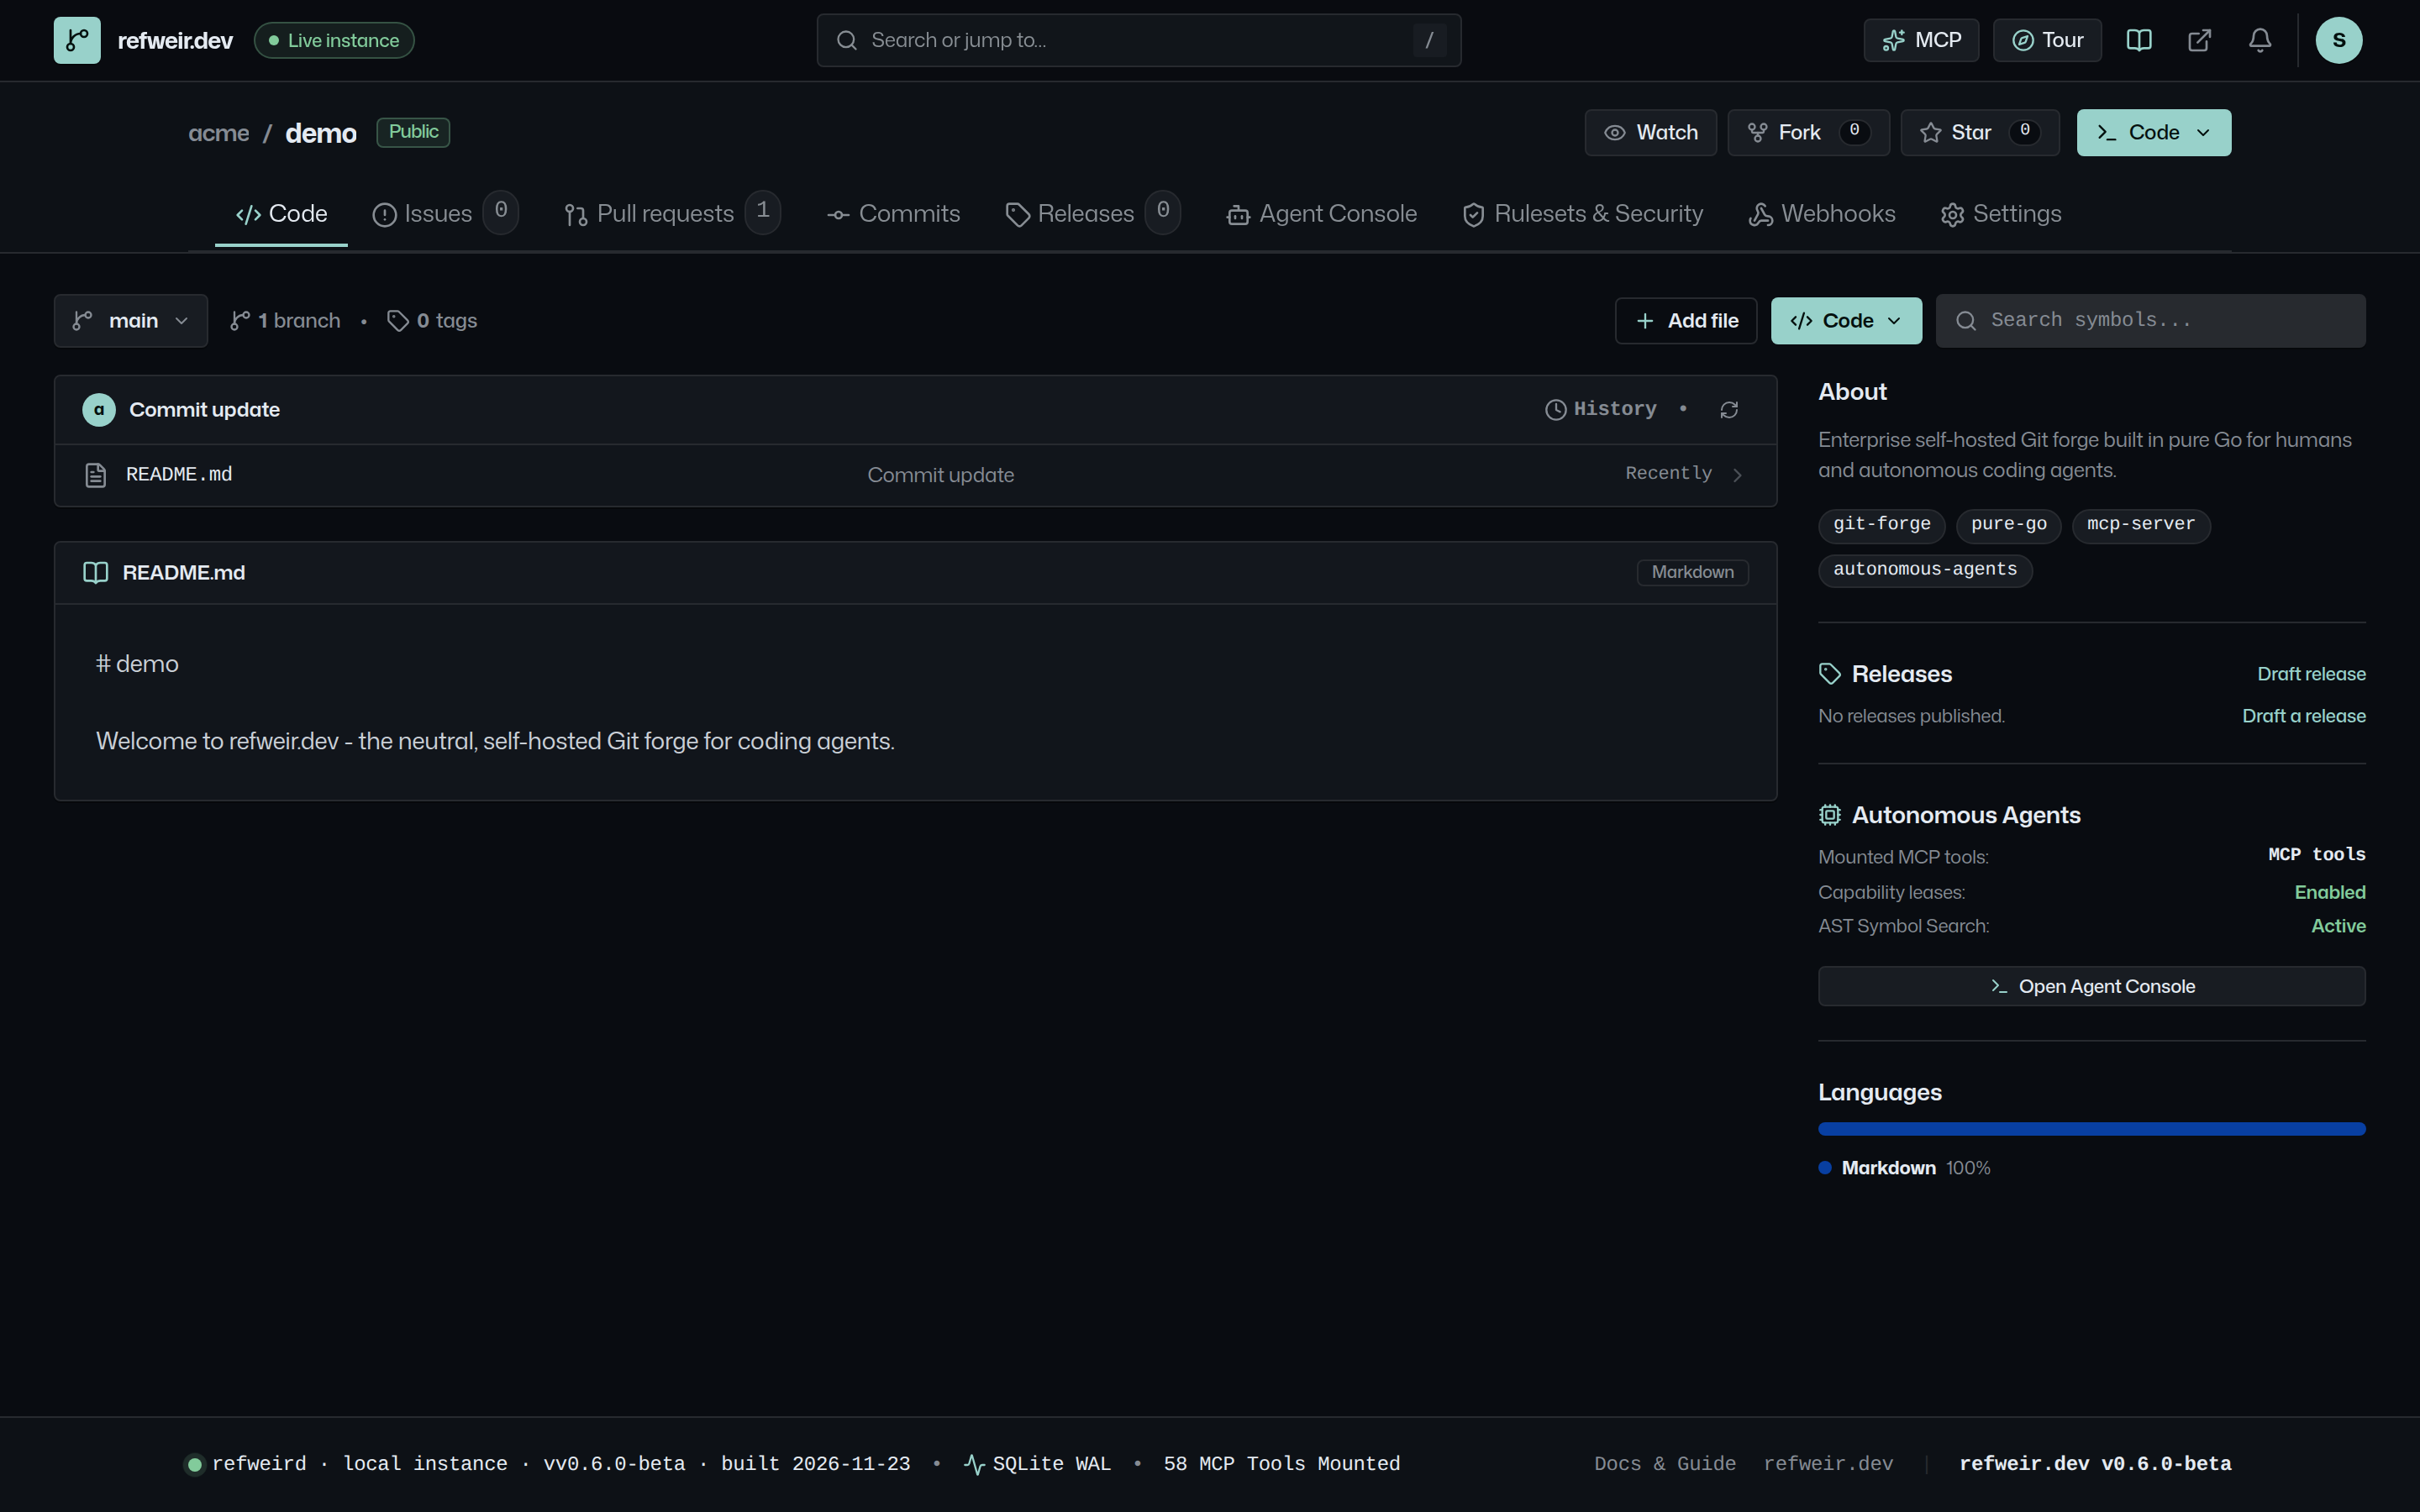 refweir.dev Live instance Search or jump to... / MCP Tour S
acme / demo Public Watch Fork 0 Star 0 Code
Code Issues 0 Pull requests 1 Commits Releases 0 Agent Console Rulesets & Security Webhooks Settings
main 1 branch • 0 tags Add file Code Search symbols...
a Commit update History •
README.md Commit update Recently
README.md Markdown
# demo
Welcome to refweir.dev - the neutral, self-hosted Git forge for coding agents.
About
Enterprise self-hosted Git forge built in pure Go for humans
and autonomous coding agents.
git-forge pure-go mcp-server
autonomous-agents
Releases Draft release
No releases published. Draft a release
Autonomous Agents
Mounted MCP tools: MCP tools
Capability leases: Enabled
AST Symbol Search: Active
Open Agent Console
Languages
Markdown 100%
refweird · local instance · vv0.6.0-beta · built 2026-11-23 • SQLite WAL • 58 MCP Tools Mounted Docs & Guide refweir.dev refweir.dev v0.6.0-beta